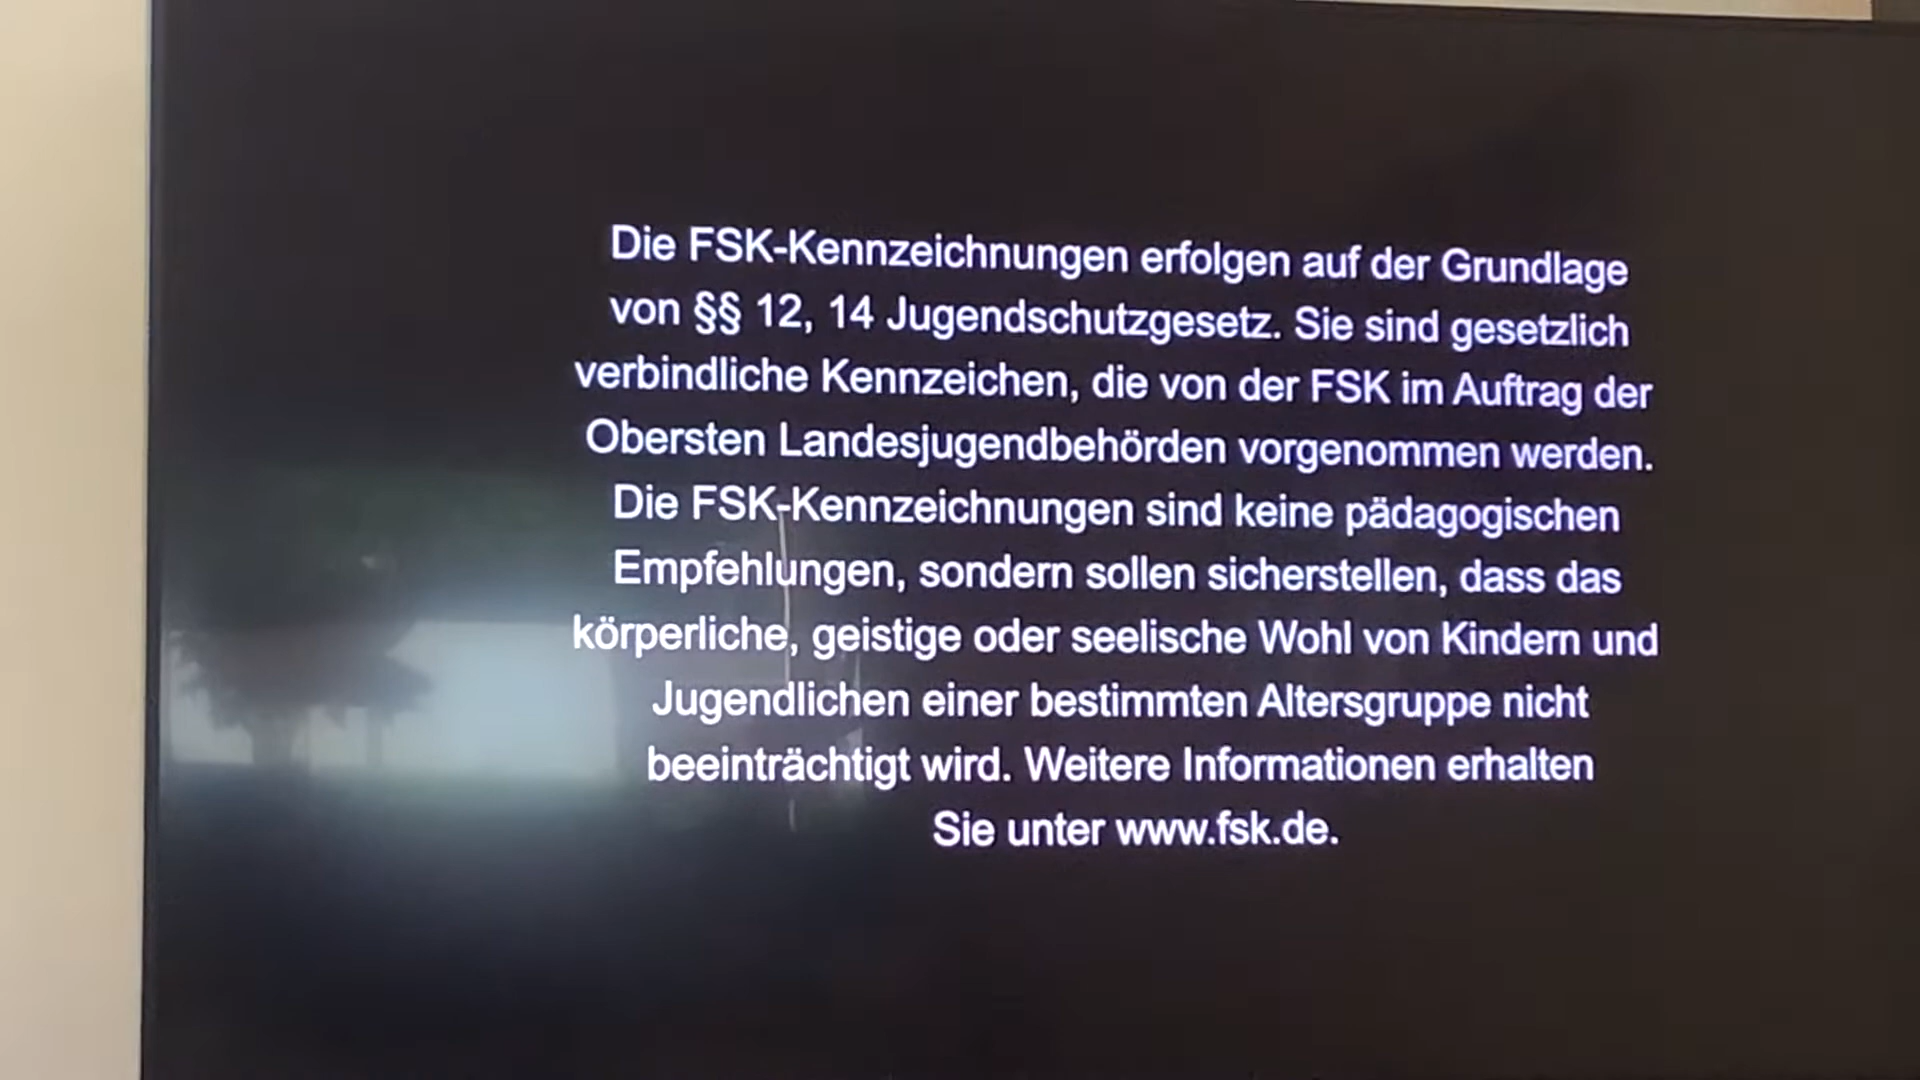 Die FSK-Kennzeichnungen erfolgen auf der Grundlage
von §§ 12, 14 Jugendschutzgesetz. Sie sind gesetzlich
verbindliche Kennzeichen, die von der FSK im Auftrag der
Obersten Landesjugendbehörden vorgenommen werden.
Die FSK-Kennzeichnungen sind keine pädagogischen
Empfehlungen, sondern sollen sicherstellen, dass das
körperliche, geistige oder seelische Wohl von Kindern und
Jugendlichen einer bestimmten Altersgruppe nicht
beeinträchtigt wird. Weitere Informationen erhalten
Sie unter www.fsk.de.